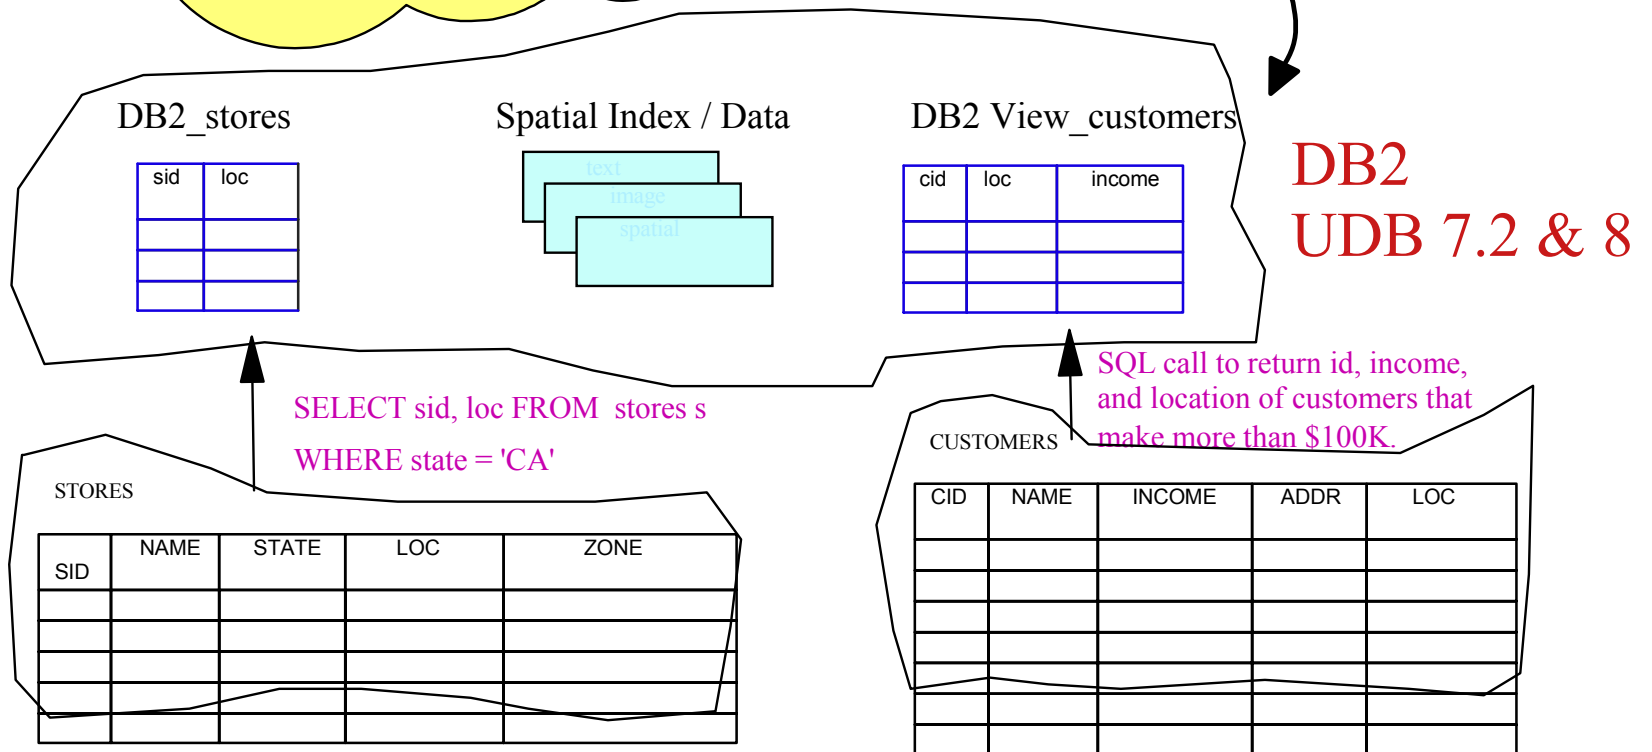 DB2_stores
Spatial Index / Data
DB2 View_customers
sid loc
text
image
spatial
cid loc income
DB2
UDB 7.2 & 8
SELECT sid, loc FROM stores s
WHERE state = 'CA'
SQL call to return id, income,
and location of customers that
make more than $100K.
STORES
SID NAME STATE LOC ZONE
CUSTOMERS
CID NAME INCOME ADDR LOC